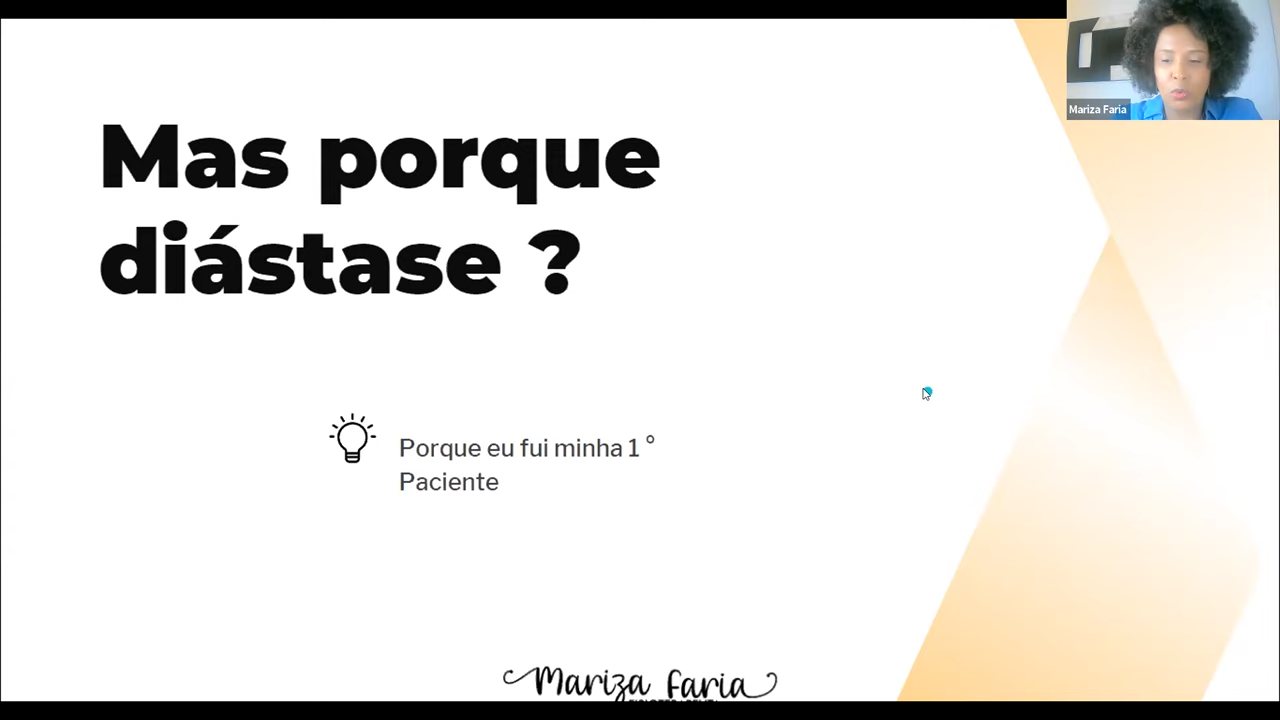 Mas porque
diástase ?
Porque eu fui minha 1 °
Paciente
Mariza Faria
Mariza Faria